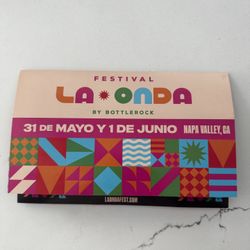 FESTIVAL
LA ONDA
BY BOTTLEROCK
31 DE MAYO Y 1 DE JUNIO NAPA VALLEY, CA
LAONDAFEST.COM